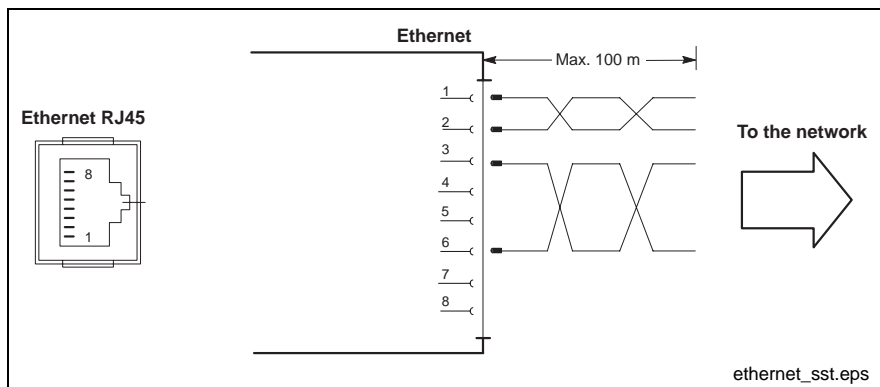 Ethernet
Max. 100 m
Ethernet RJ45
8
1
1
2
3
4
5
6
7
8
To the network
ethernet_sst.eps